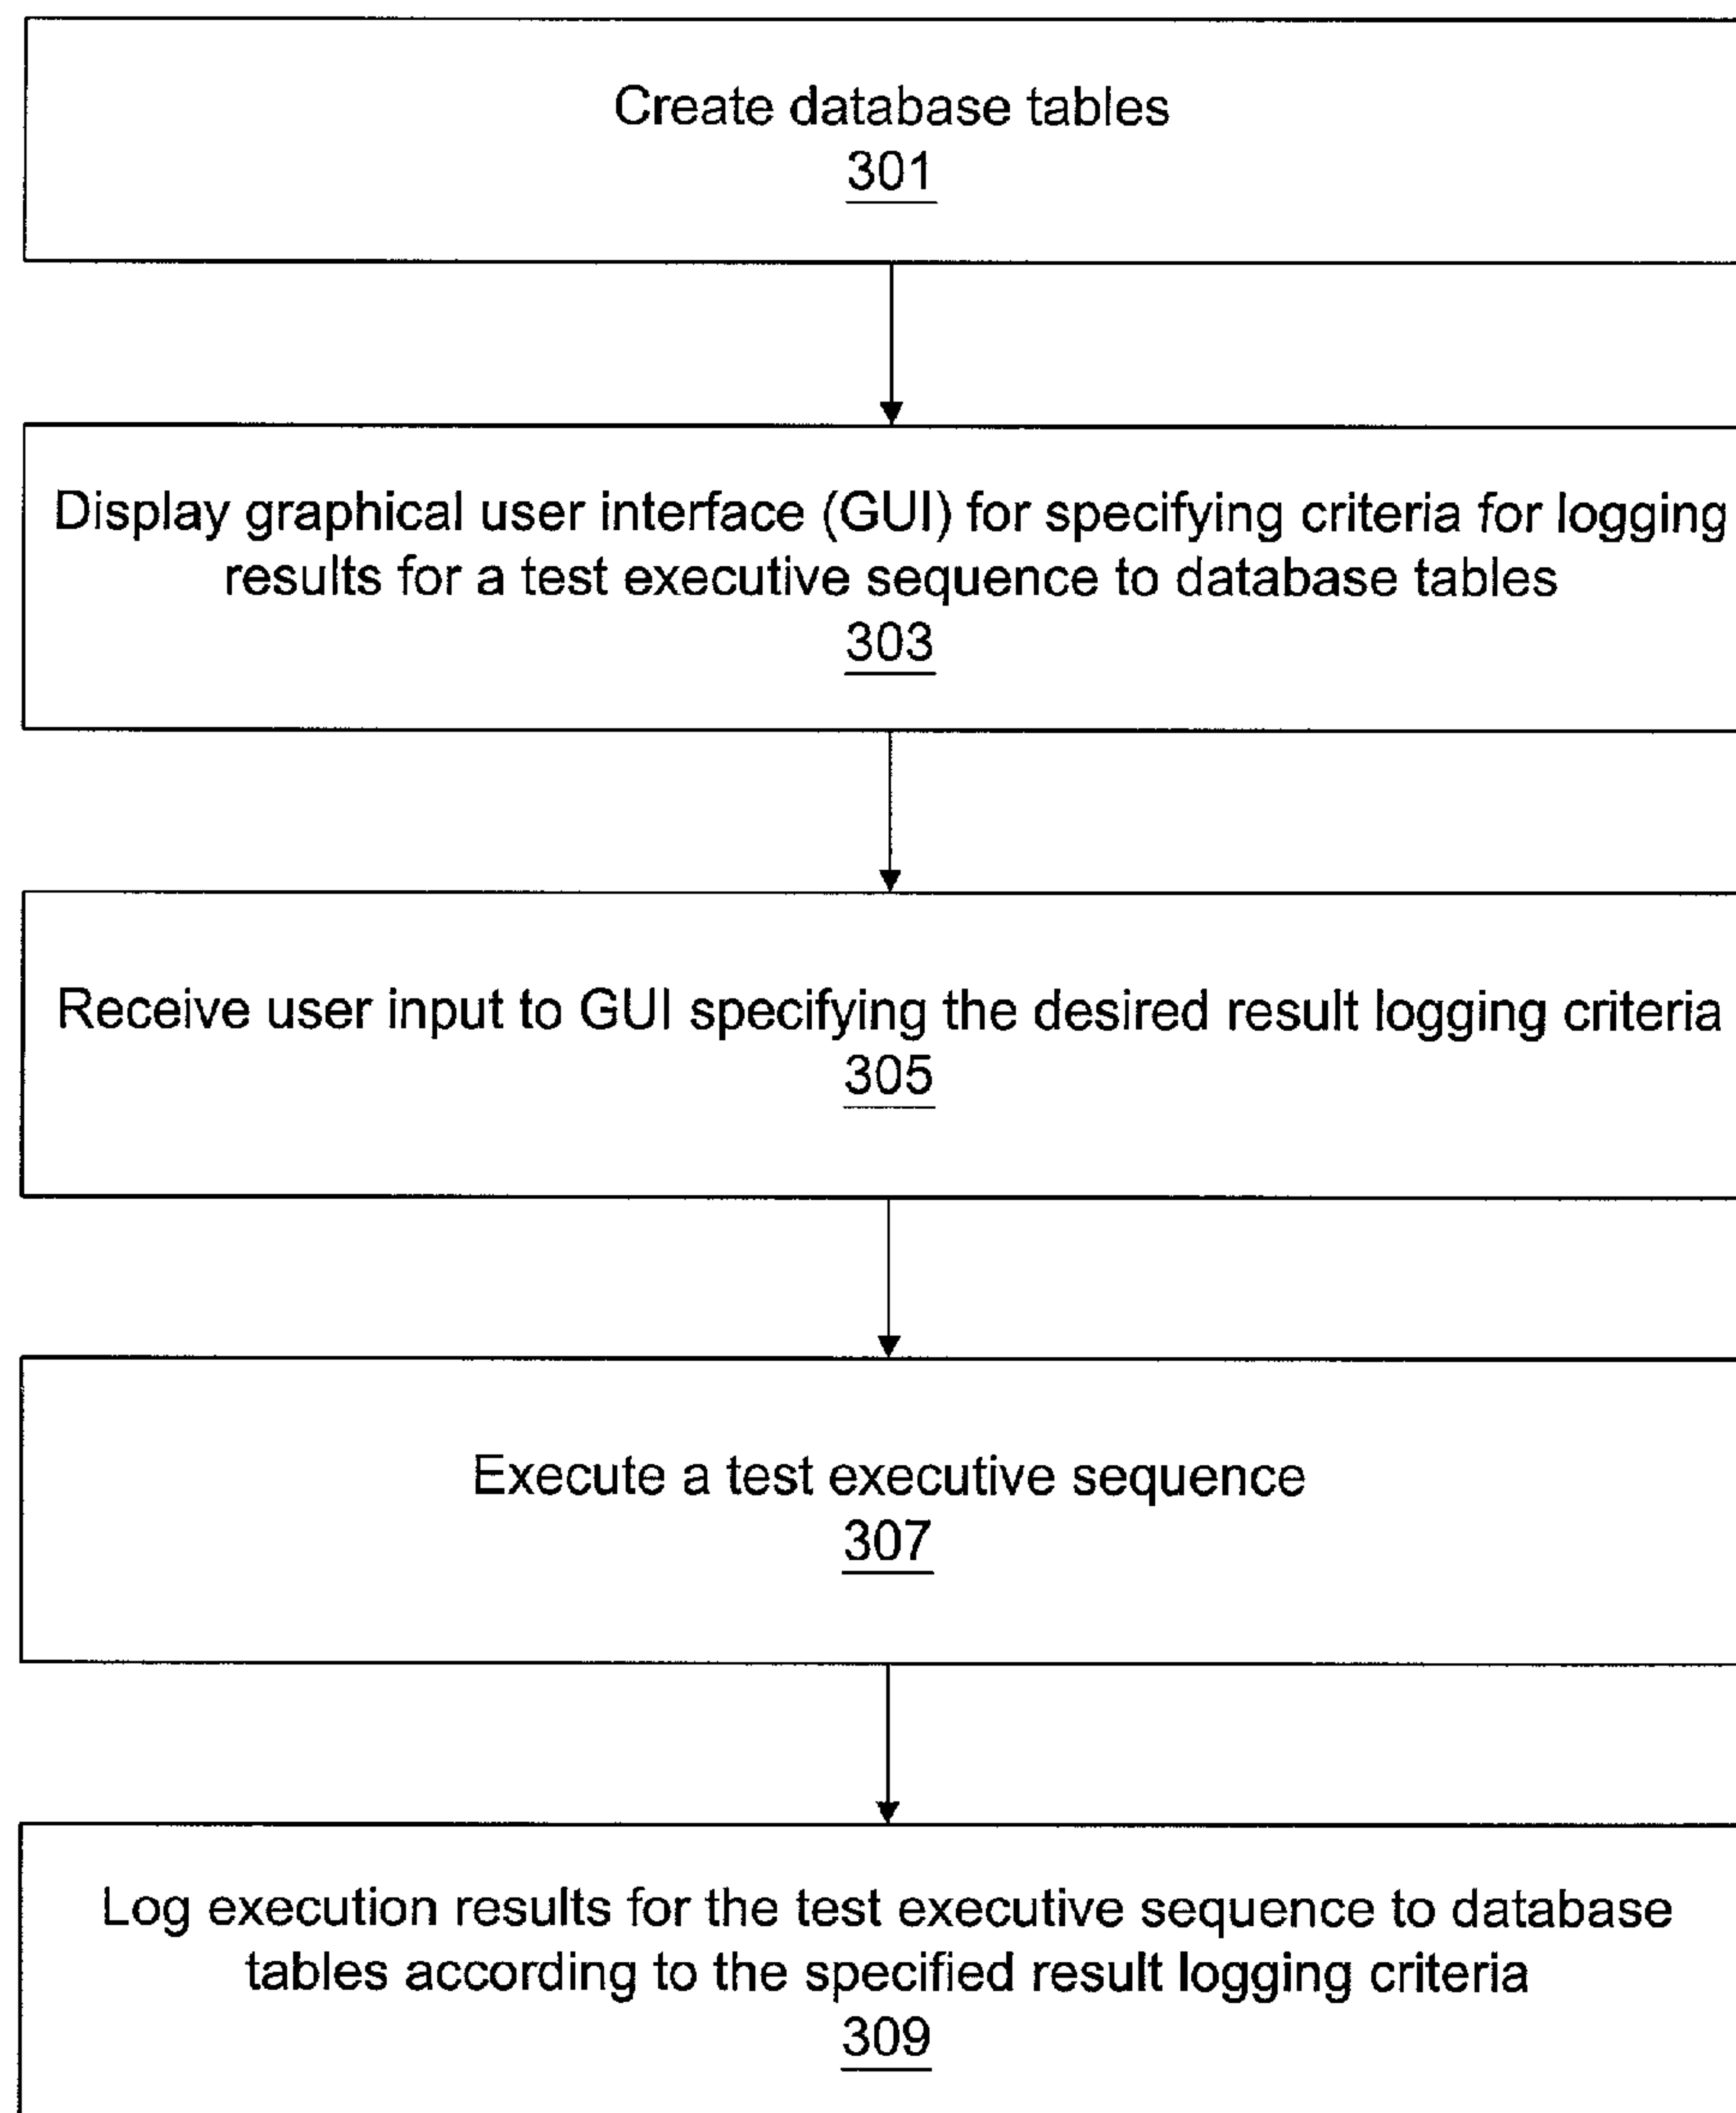 Create database tables
301
Display graphical user interface (GUI) for specifying criteria for logging
results for a test executive sequence to database tables
303
Receive user input to GUI specifying the desired result logging criteria
305
Execute a test executive sequence
307
Log execution results for the test executive sequence to database
tables according to the specified result logging criteria
309